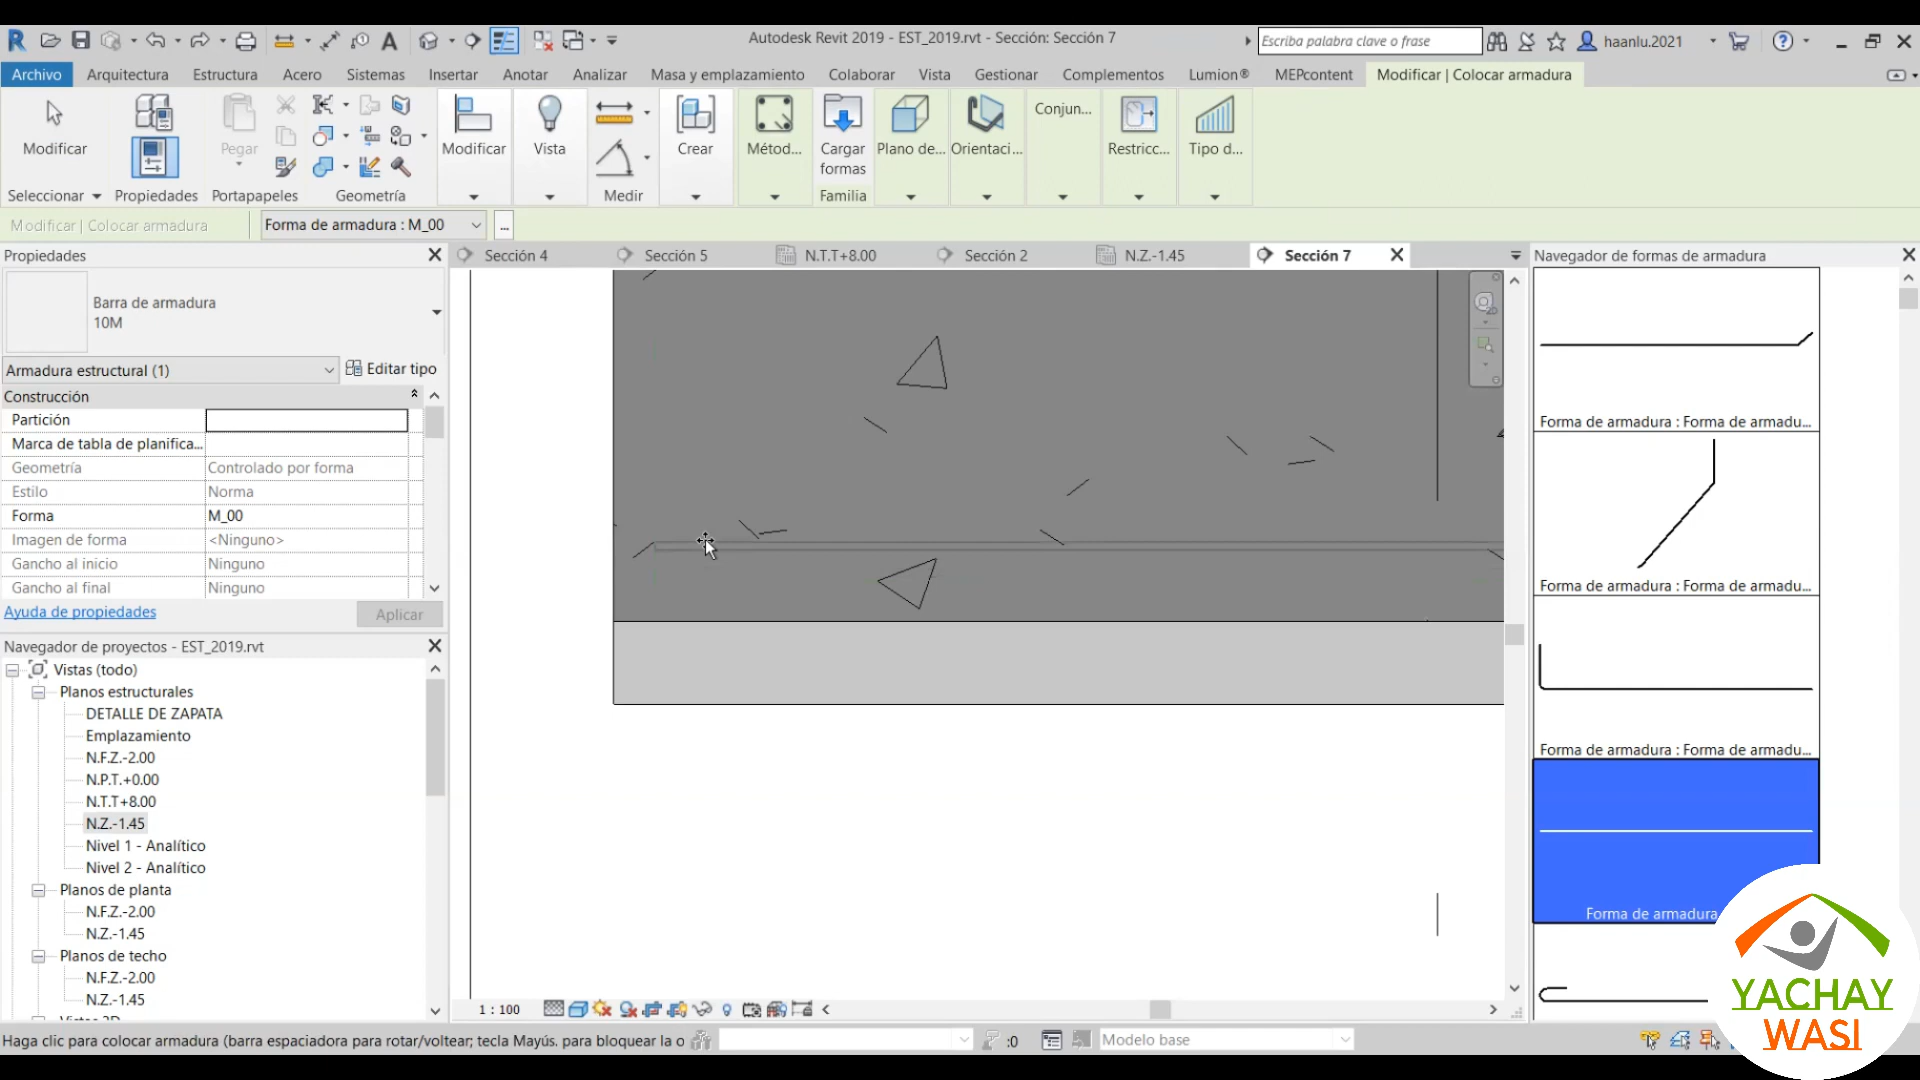 Autodesk Revit 2019 - EST_2019.rvt - Sección: Sección 7
Escriba palabra clave o frase
haanlu.2021
Archivo Arquitectura Estructura Acero Sistemas Insertar Anotar Analizar Masa y emplazamiento Colaborar Vista Gestionar Complementos Lumion® MEPcontent Modificar | Colocar armadura
Modificar
Pegar
Modificar
Vista
Crear
Métod...
Cargar formas
Plano de...
Orientaci...
Conjun...
Restricc...
Tipo d...
Seleccionar Propiedades Portapapeles Geometría Medir Familia
Modificar | Colocar armadura Forma de armadura : M_00 ...
Propiedades
Sección 4 Sección 5 N.T.T+8.00 Sección 2 N.Z.-1.45 Sección 7
Navegador de formas de armadura
Barra de armadura
10M
Armadura estructural (1) Editar tipo
Construcción
Partición
Marca de tabla de planifica...
Geometría Controlado por forma
Estilo Norma
Forma M_00
Imagen de forma <Ninguno>
Gancho al inicio Ninguno
Gancho al final Ninguno
Ayuda de propiedades Aplicar
Navegador de proyectos - EST_2019.rvt
Vistas (todo)
Planos estructurales
DETALLE DE ZAPATA
Emplazamiento
N.F.Z.-2.00
N.P.T.+0.00
N.T.T+8.00
N.Z.-1.45
Nivel 1 - Analítico
Nivel 2 - Analítico
Planos de planta
N.F.Z.-2.00
N.Z.-1.45
Planos de techo
N.F.Z.-2.00
N.Z.-1.45
Forma de armadura : Forma de armadu...
Forma de armadura : Forma de armadu...
Forma de armadura : Forma de armadu...
Forma de armadura
1 : 100
Haga clic para colocar armadura (barra espaciadora para rotar/voltear; tecla Mayús. para bloquear la o
:0
Modelo base
YACHAY
WASI